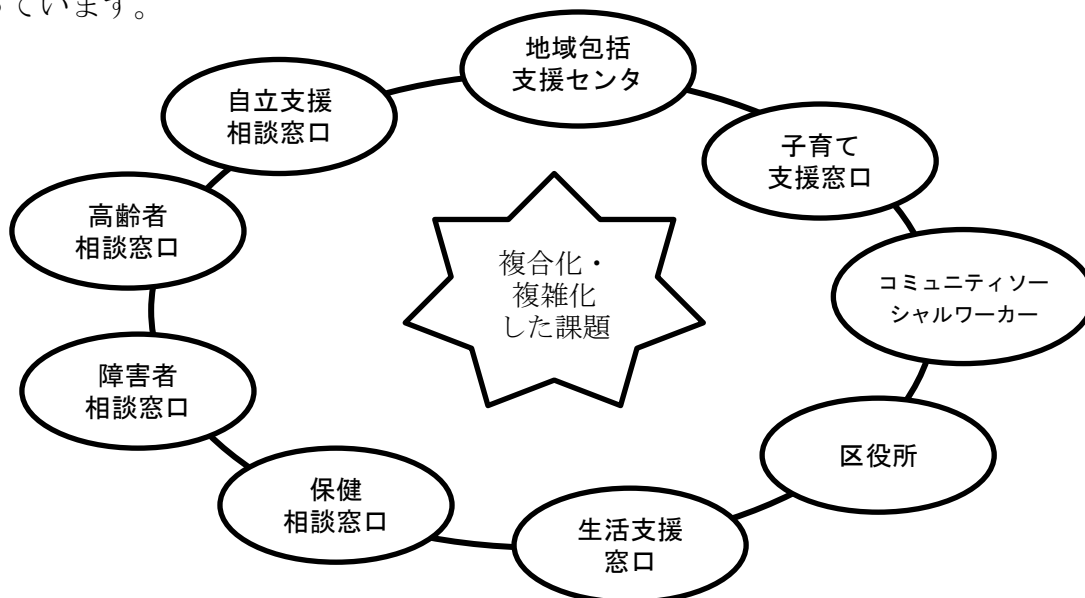 っています。
地域包括
支援センタ
自立支援
相談窓口
子育て
支援窓口
高齢者
相談窓口
複合化・
複雑化
した課題
コミュニティソー
シャルワーカー
障害者
相談窓口
区役所
保健
相談窓口
生活支援
窓口